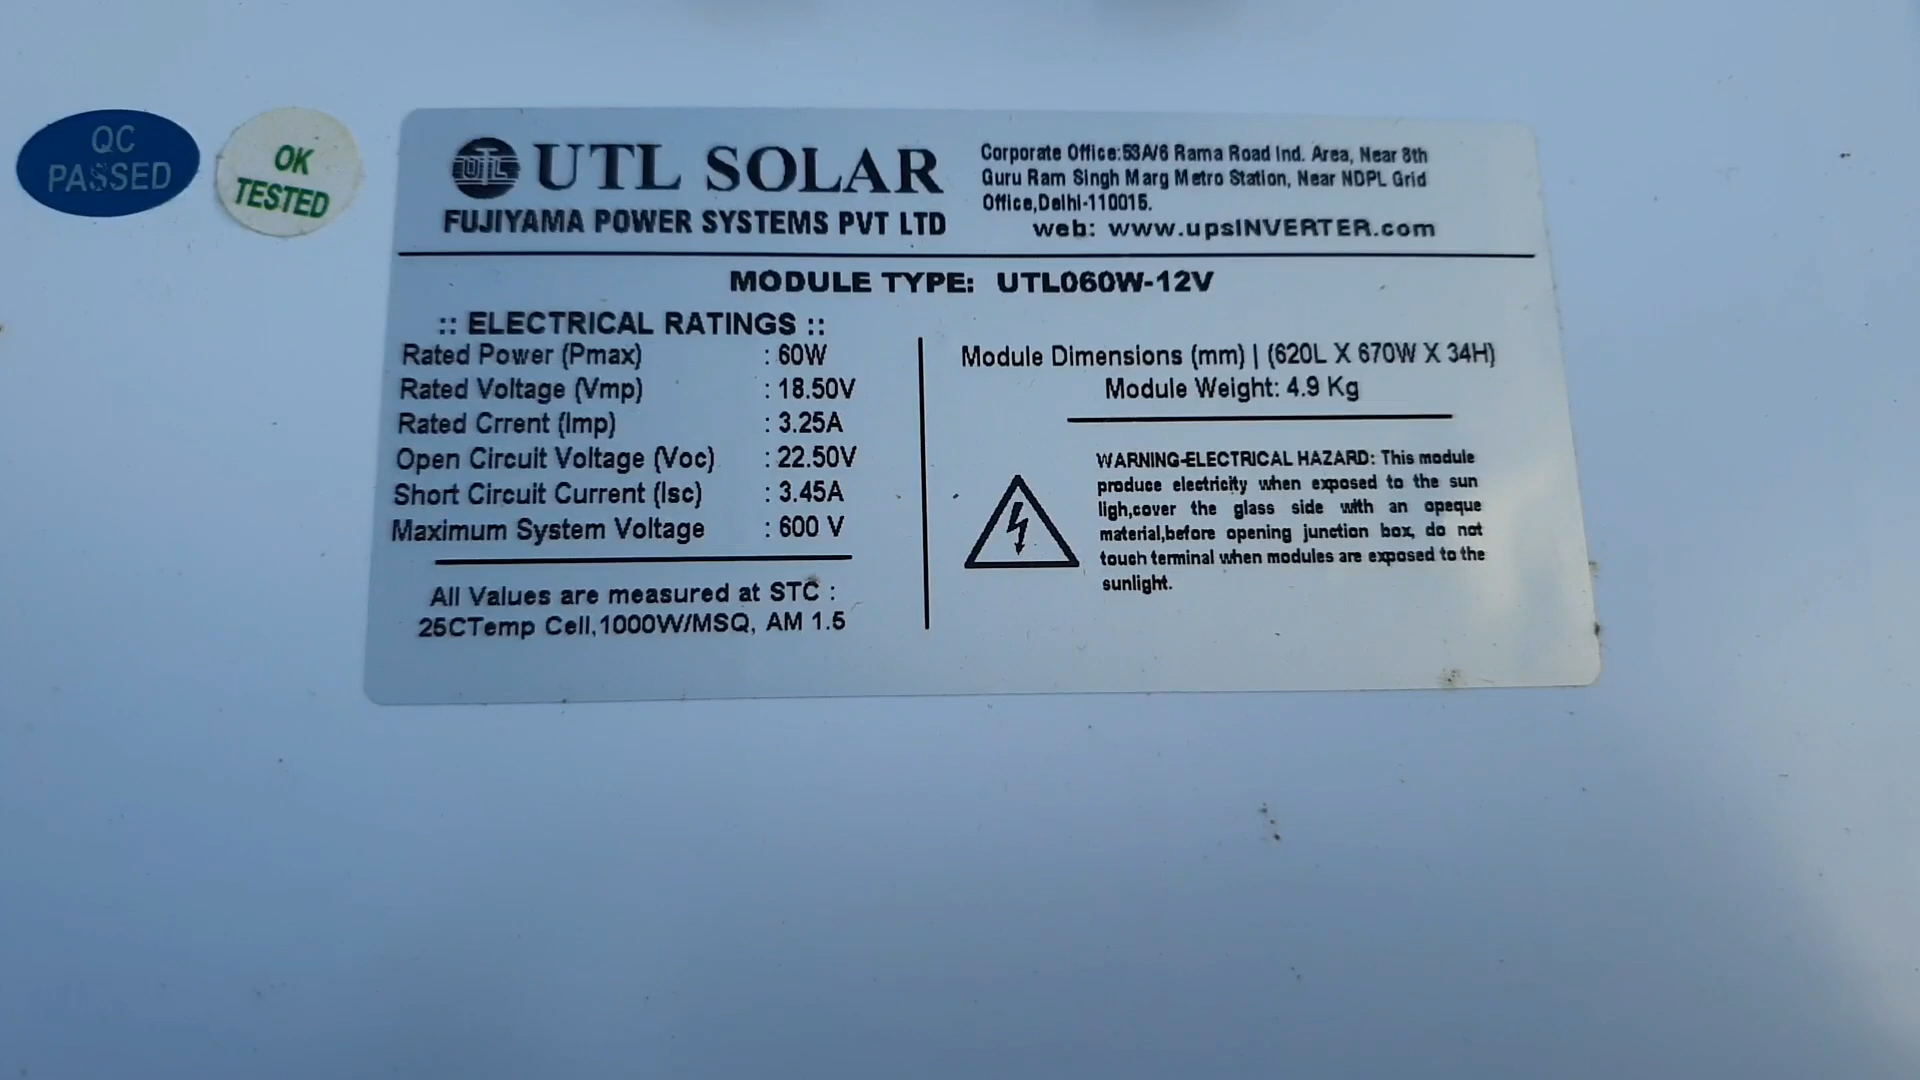 QC
PASSED
OK
TESTED
UTL
UTL SOLAR
FUJIYAMA POWER SYSTEMS PVT LTD
Corporate Office:53A/6 Rama Road Ind. Area, Near 8th
Guru Ram Singh Marg Metro Station, Near NDPL Grid
Office,Delhi-110015.
web: www.upsINVERTER.com
MODULE TYPE: UTL060W-12V
:: ELECTRICAL RATINGS ::
Rated Power (Pmax) : 60W
Rated Voltage (Vmp) : 18.50V
Rated Crrent (Imp) : 3.25A
Open Circuit Voltage (Voc) : 22.50V
Short Circuit Current (Isc) : 3.45A
Maximum System Voltage : 600 V
All Values are measured at STC :
25CTemp Cell,1000W/MSQ, AM 1.5
Module Dimensions (mm) | (620L X 670W X 34H)
Module Weight: 4.9 Kg
WARNING-ELECTRICAL HAZARD: This module
produce electricity when exposed to the sun
ligh,cover the glass side with an opeque
material,before opening junction box, do not
touch terminal when modules are exposed to the
sunlight.